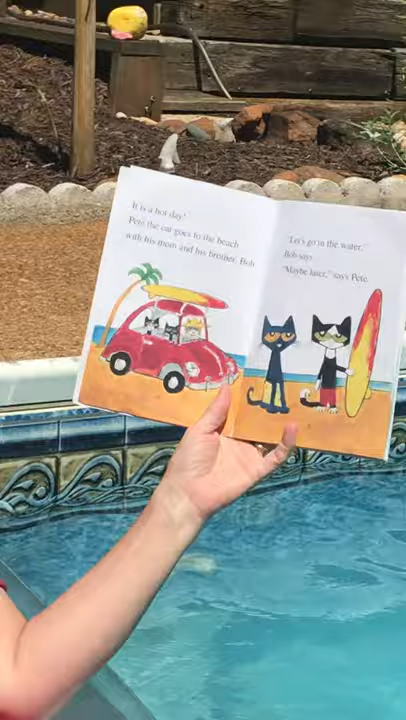 It is a hot day!
Pete the cat goes to the beach
with his mom and his brother, Bob.
"Let's go in the water,"
Bob says.
"Maybe later," says Pete.